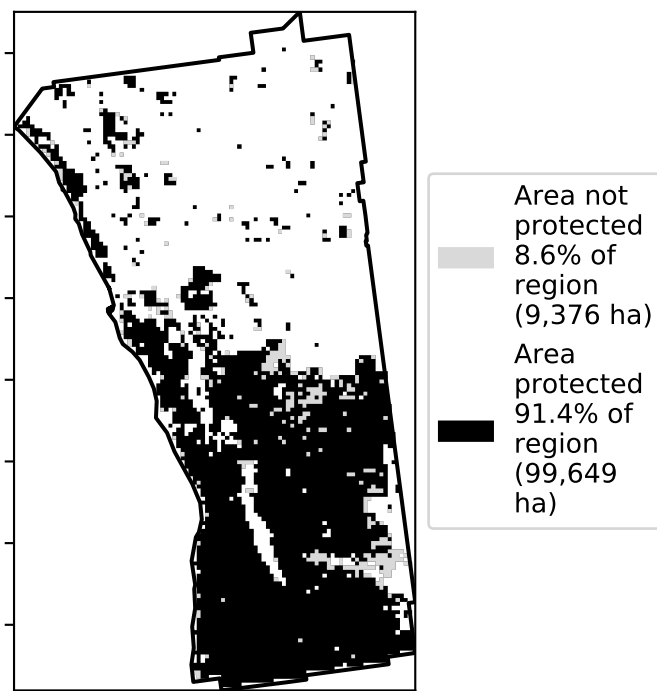 Area not
protected
8.6% of
region
(9,376 ha)
Area
protected
91.4% of
region
(99,649
ha)